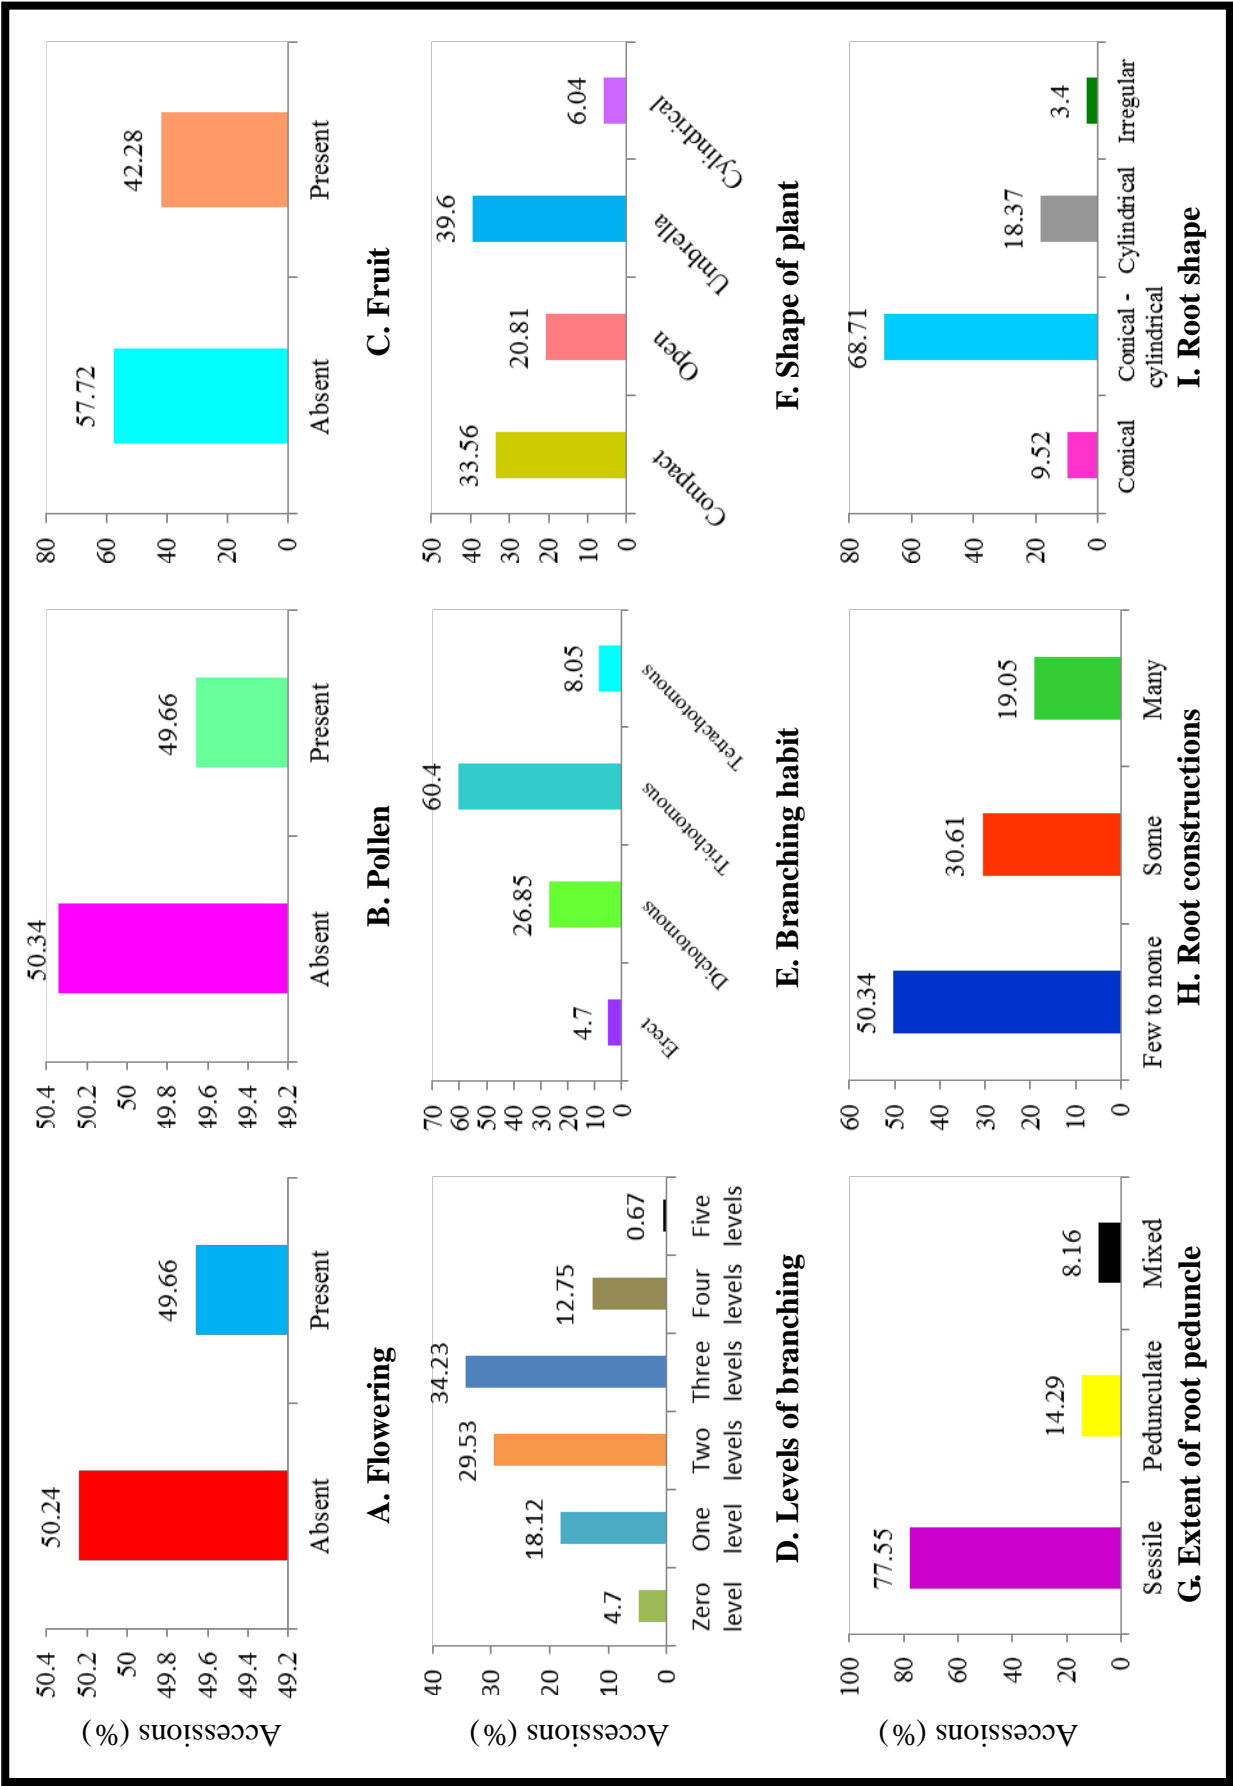 Accessions (%)
50.4
50.2
50
49.8
49.6
49.4
49.2
50.24
49.66
Absent
Present
A. Flowering
50.4
50.2
50
49.8
49.6
49.4
49.2
50.34
49.66
Absent
Present
B. Pollen
80
60
40
20
0
57.72
42.28
Absent
Present
C. Fruit
Accessions (%)
40
30
20
10
0
4.7
18.12
29.53
34.23
12.75
0.67
Zero
level
One
level
Two
levels
Three
levels
Four
levels
Five
levels
D. Levels of branching
70
60
50
40
30
20
10
0
4.7
26.85
60.4
8.05
Erect
Dichotomous
Trichotomous
Tetrachotomous
E. Branching habit
50
40
30
20
10
0
33.56
20.81
39.6
6.04
Compact
Open
Umbrella
Cylindrical
F. Shape of plant
Accessions (%)
100
80
60
40
20
0
77.55
14.29
8.16
Sessile
Pedunculate
Mixed
G. Extent of root peduncle
60
50
40
30
20
10
0
50.34
30.61
19.05
Few to none
Some
Many
H. Root constructions
80
60
40
20
0
9.52
68.71
18.37
3.4
Conical
Conical -
cylindrical
Cylindrical
Irregular
I. Root shape